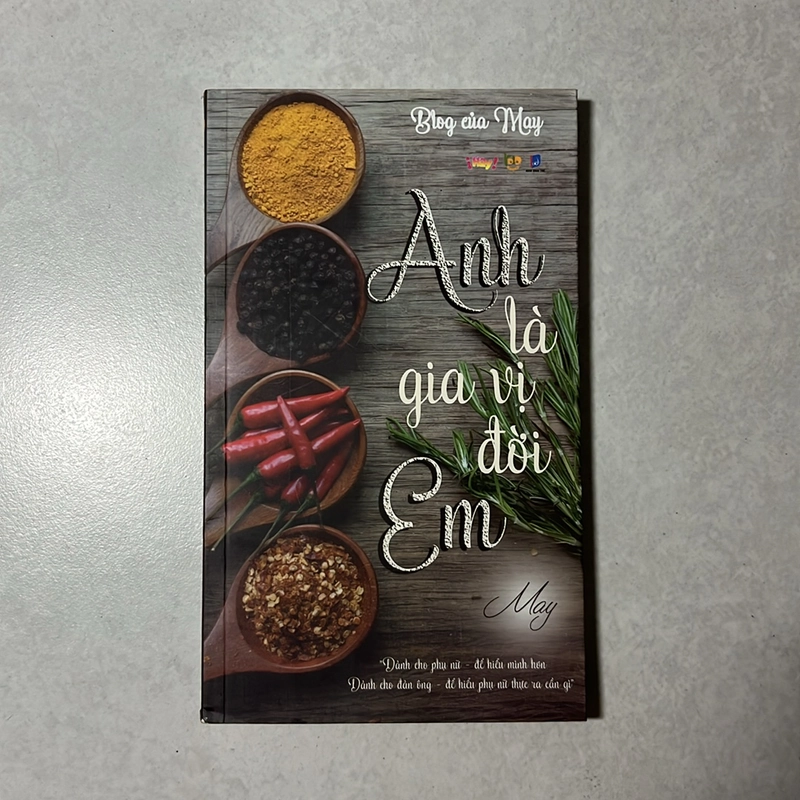 Blog của May
May
Anh
là
gia vị
đời
Em
May
"Dành cho phụ nữ - để hiểu mình hơn
Dành cho đàn ông - để hiểu phụ nữ thực ra cần gì"